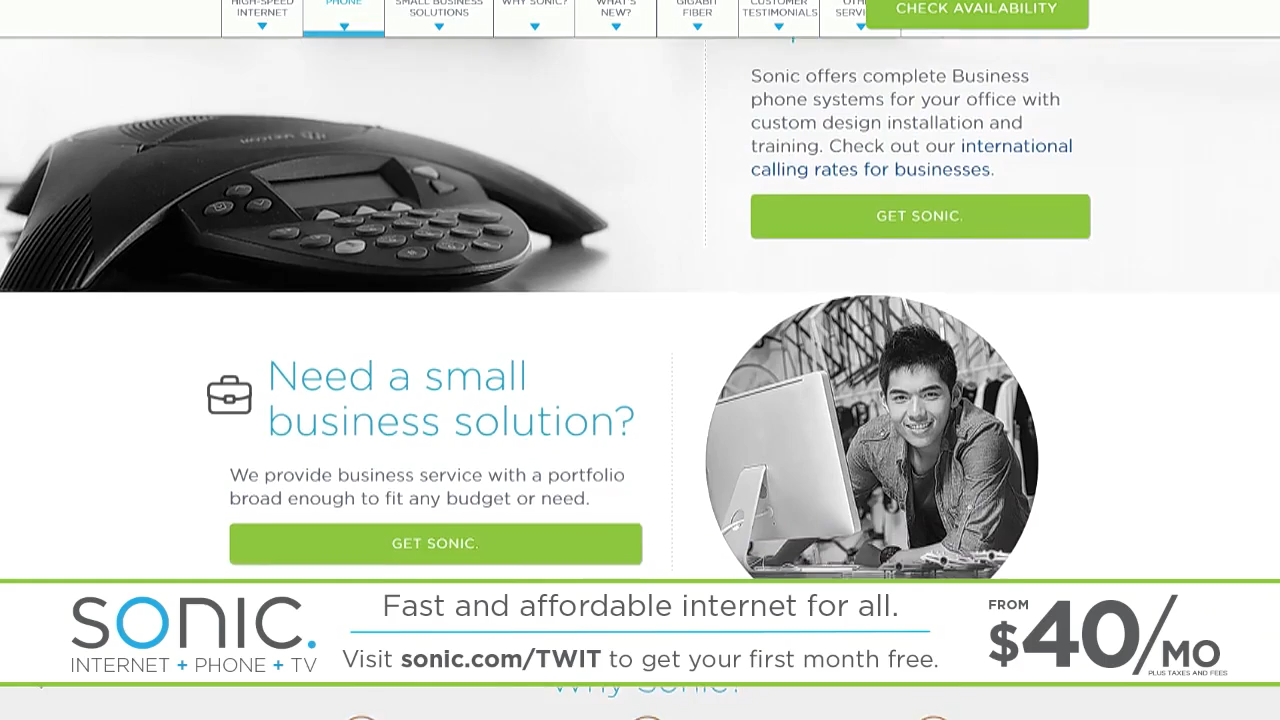 HIGH-SPEED
INTERNET
PHONE
SMALL BUSINESS
SOLUTIONS
WHY SONIC?
WHAT'S
NEW?
GIGABIT
FIBER
CUSTOMER
TESTIMONIALS
CHECK AVAILABILITY
Sonic offers complete Business
phone systems for your office with
custom design installation and
training. Check out our international
calling rates for businesses.
GET SONIC.
Need a small
business solution?
We provide business service with a portfolio
broad enough to fit any budget or need.
GET SONIC.
SONIC.
INTERNET + PHONE + TV
Fast and affordable internet for all.
Visit sonic.com/TWIT to get your first month free.
FROM
$40/MO
PLUS TAXES AND FEES
Why Sonic?